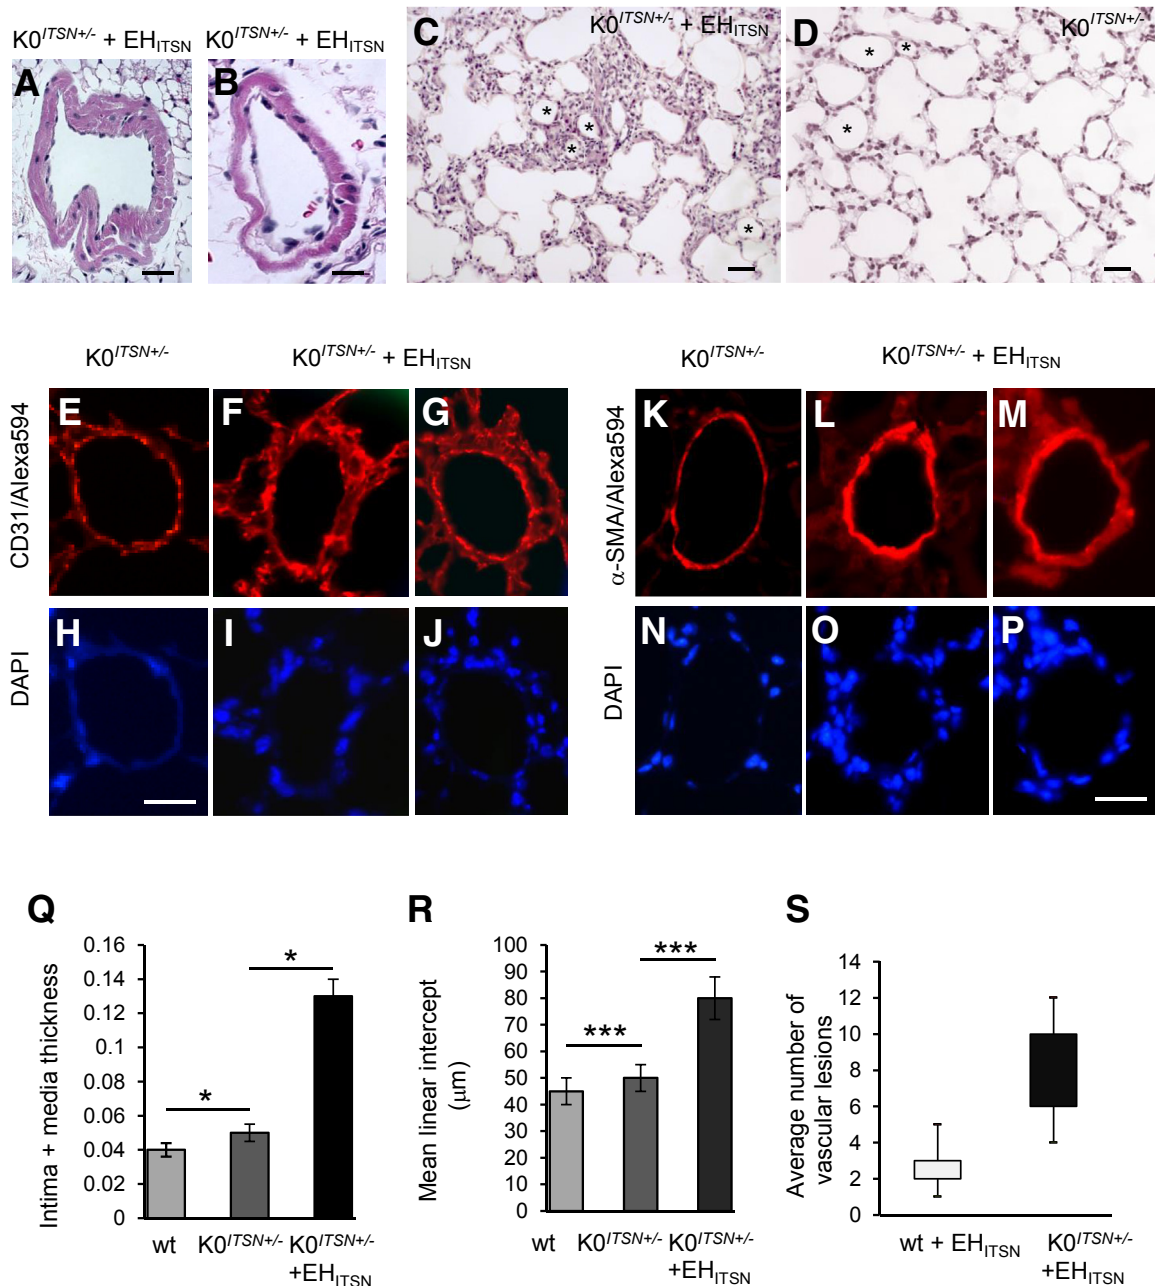 K0ITSN+/- + EHITSN K0ITSN+/- + EHITSN
A B
C K0ITSN+/- + EHITSN
* * * *
D K0ITSN+/-
* * *
K0ITSN+/- K0ITSN+/- + EHITSN
K0ITSN+/- K0ITSN+/- + EHITSN
CD31/Alexa594
E F G
α-SMA/Alexa594
K L M
DAPI
H I J
DAPI
N O P
Q
Intima + media thickness
0.16
0.14
0.12
0.1
0.08
0.06
0.04
0.02
0
* *
wt K0ITSN+/- K0ITSN+/-
+EHITSN
R
Mean linear intercept
(μm)
100
90
80
70
60
50
40
30
20
10
0
*** ***
wt K0ITSN+/- K0ITSN+/-
+EHITSN
S
Average number of
vascular lesions
14
12
10
8
6
4
2
0
wt + EHITSN K0ITSN+/-
+EHITSN